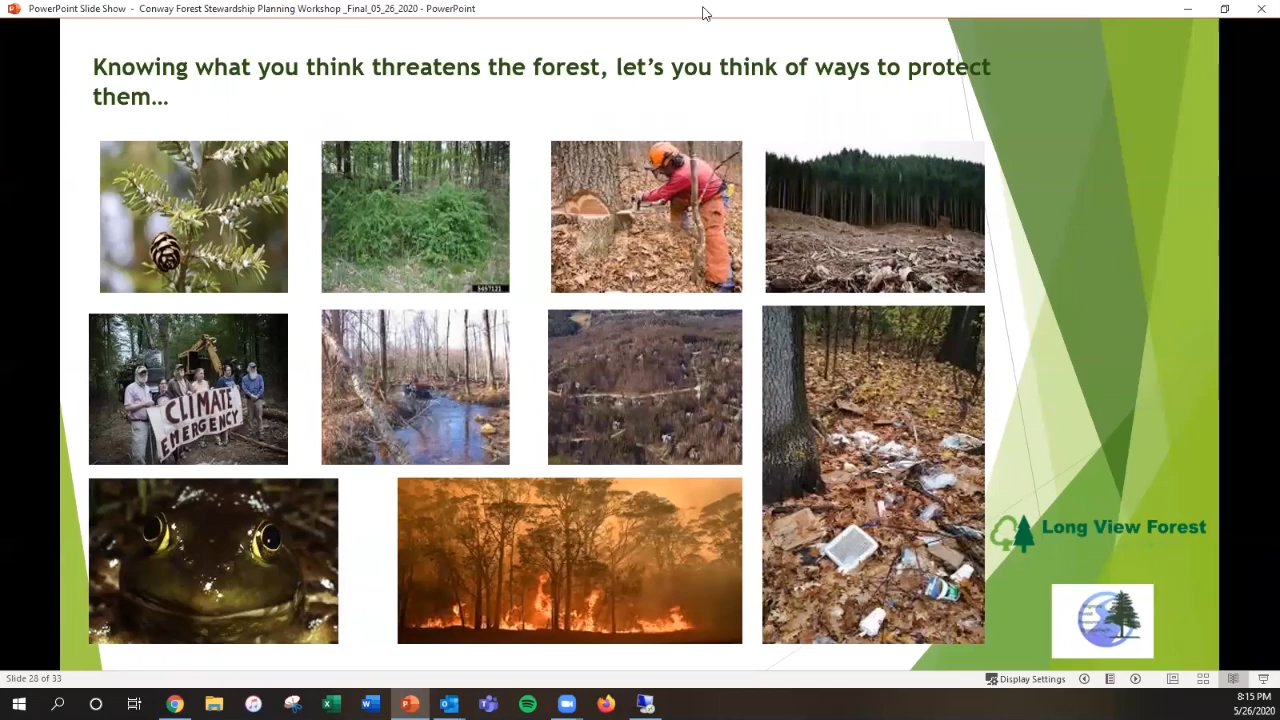 PowerPoint Slide Show - Conway Forest Stewardship Planning Workshop _Final_05_26_2020 - PowerPoint
Knowing what you think threatens the forest, let's you think of ways to protect
them…
5497121
CLIMATE
EMERGENCY
Long View Forest
Slide 28 of 33
Display Settings
8:15 PM
5/26/2020